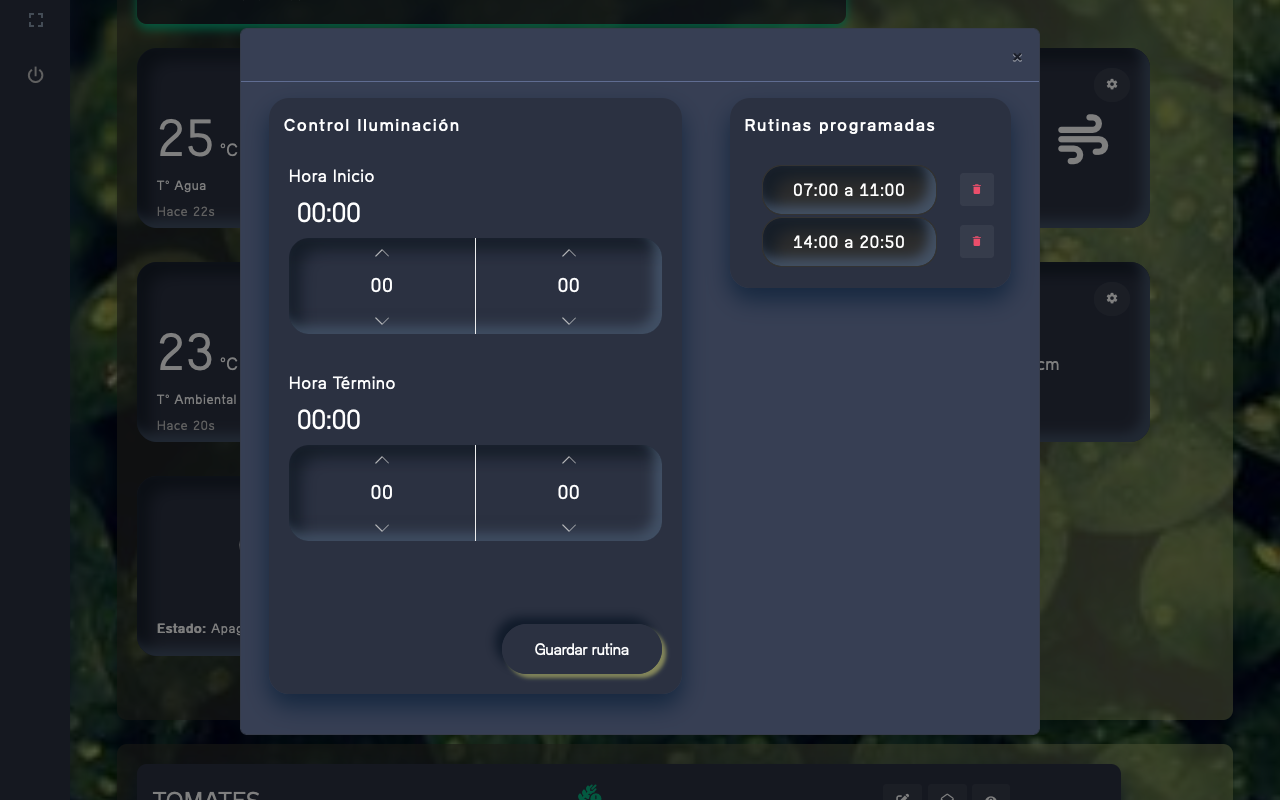 Control Iluminación
Hora Inicio
00:00
00
00
Hora Término
00:00
00
00
Guardar rutina
Rutinas programadas
07:00 a 11:00
14:00 a 20:50
25 °C
T° Agua
Hace 22s
23 °C
T° Ambiental
Hace 20s
cm
Estado:
TOMATES